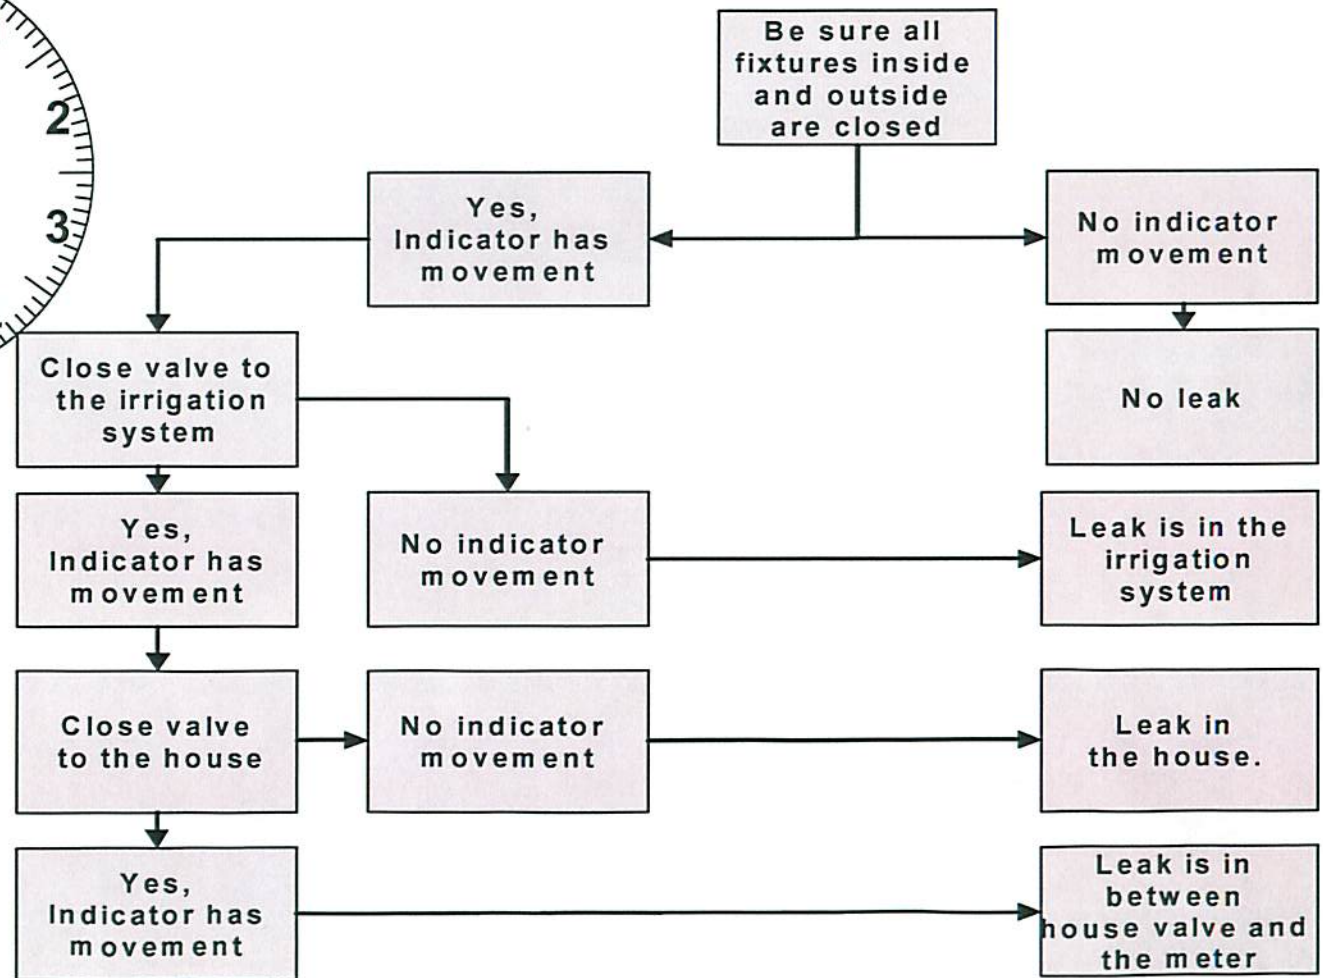 Be sure all
fixtures inside
and outside
are closed
2
3
Yes,
Indicator has
movement
No indicator
movement
Close valve to
the irrigation
system
No leak
Yes,
Indicator has
movement
No indicator
movement
Leak is in the
irrigation
system
Close valve
to the house
No indicator
movement
Leak in
the house.
Yes,
Indicator has
movement
Leak is in
between
house valve and
the meter